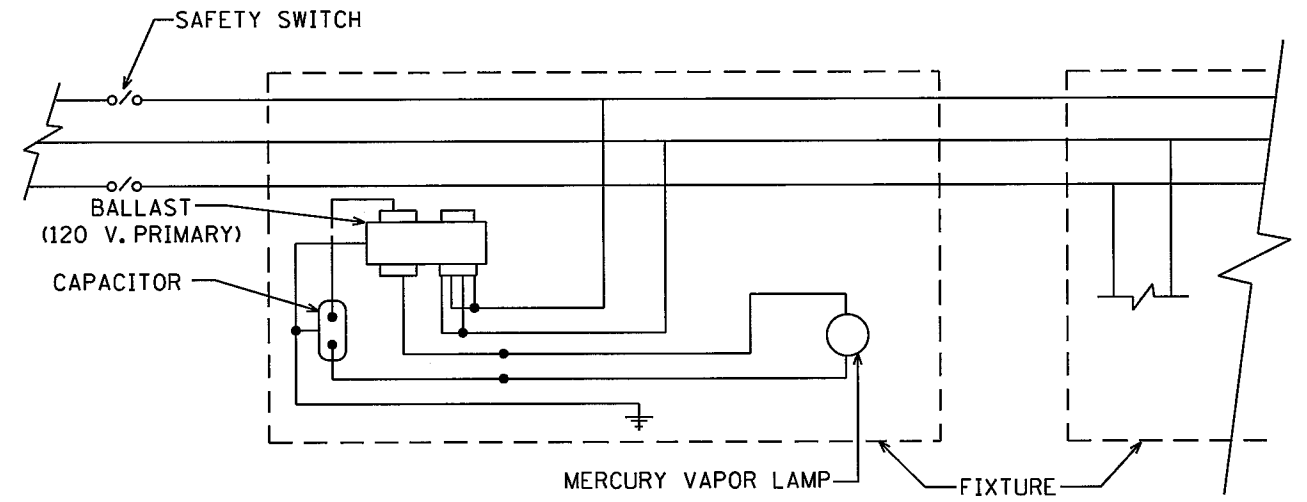 SAFETY SWITCH
BALLAST
(120 V. PRIMARY)
CAPACITOR
MERCURY VAPOR LAMP
FIXTURE